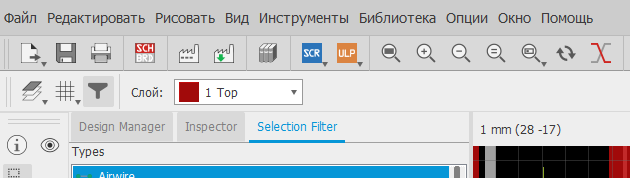 Файл Редактировать Рисовать Вид Инструменты Библиотека Опции Окно Помощь
SCH BRD SCR ULP
Слой: 1 Top
Design Manager Inspector Selection Filter
1 mm (28 -17)
Types
Airwire